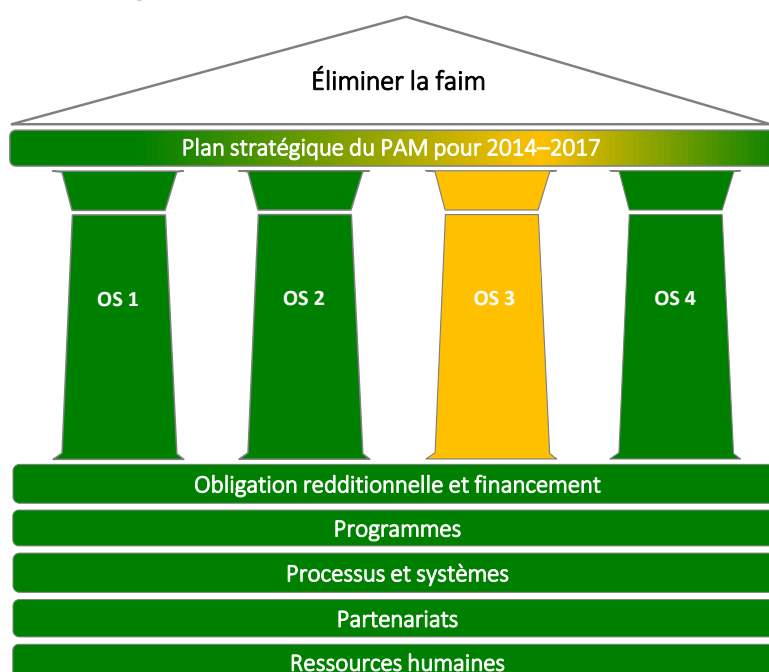 Éliminer la faim
Plan stratégique du PAM pour 2014–2017
OS 1
OS 2
OS 3
OS 4
Obligation redditionnelle et financement
Programmes
Processus et systèmes
Partenariats
Ressources humaines